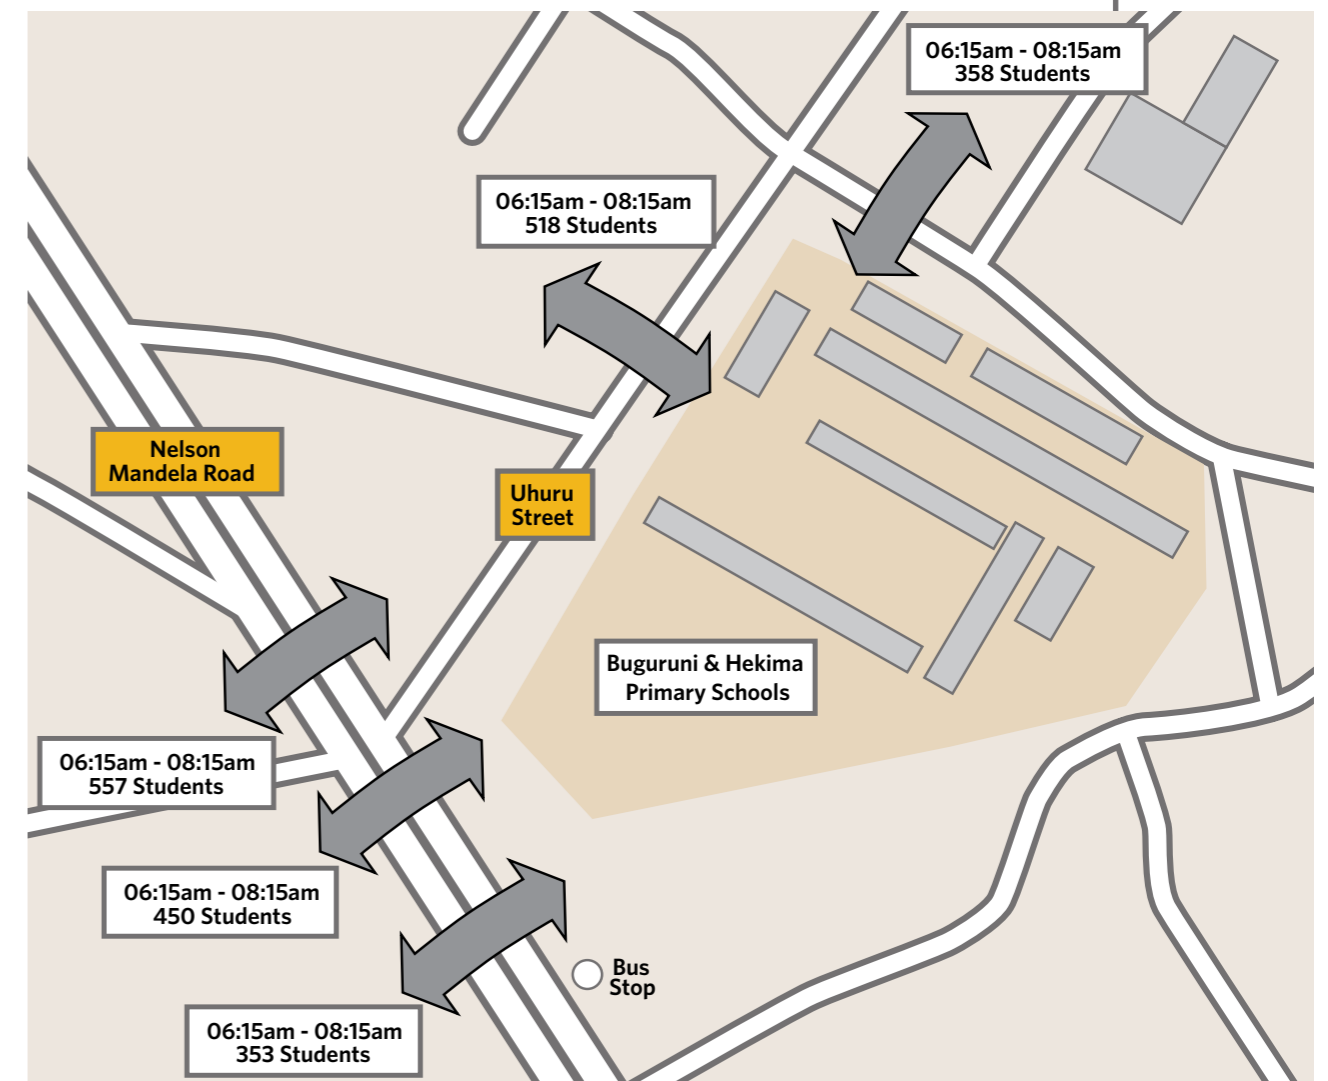 06:15am - 08:15am
358 Students
06:15am - 08:15am
518 Students
Nelson
Mandela Road
Uhuru
Street
Buguruni & Hekima
Primary Schools
06:15am - 08:15am
557 Students
06:15am - 08:15am
450 Students
Bus
Stop
06:15am - 08:15am
353 Students